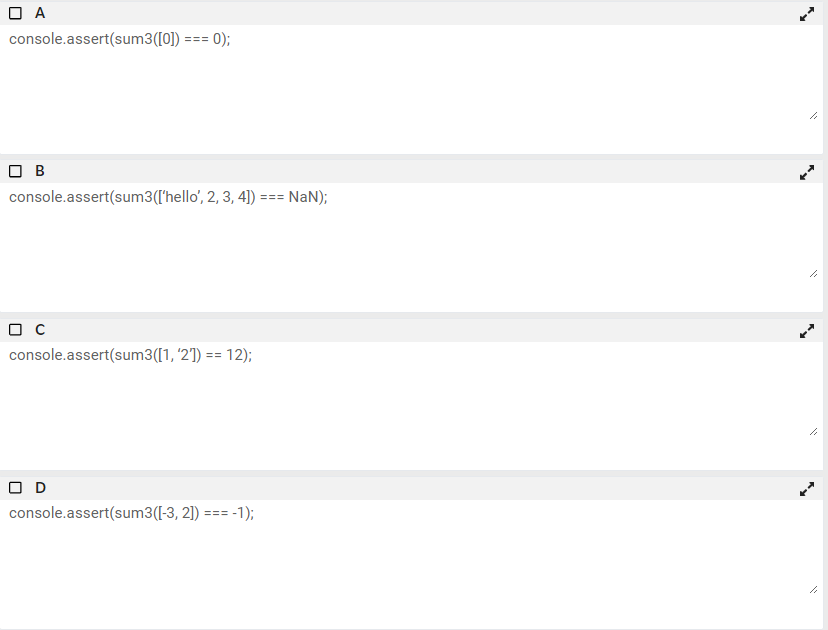 A
console.assert(sum3([0]) === 0);
B
console.assert(sum3([‘hello’, 2, 3, 4]) === NaN);
C
console.assert(sum3([1, ‘2’]) == 12);
D
console.assert(sum3([-3, 2]) === -1);